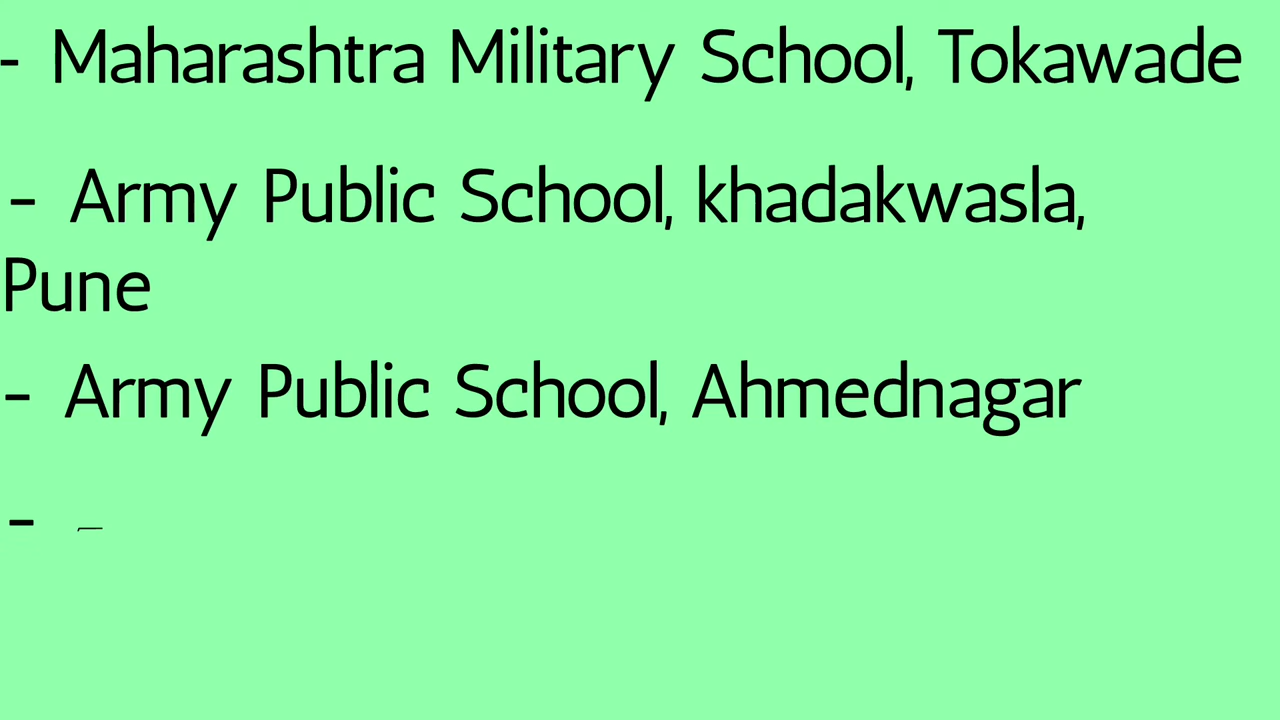 - Maharashtra Military School, Tokawade
- Army Public School, khadakwasla,
Pune
- Army Public School, Ahmednagar
-